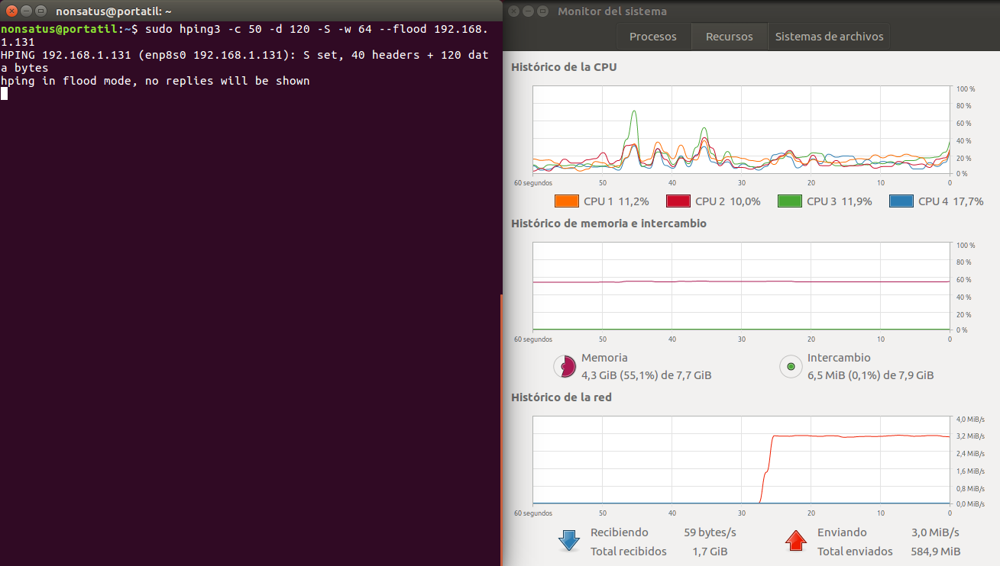 nonsatus@portatil: ~
nonsatus@portatil:~$ sudo hping3 -c 50 -d 120 -S -w 64 --flood 192.168.
1.131
HPING 192.168.1.131 (enp8s0 192.168.1.131): S set, 40 headers + 120 dat
a bytes
hping in flood mode, no replies will be shown
Monitor del sistema
Procesos Recursos Sistemas de archivos
Histórico de la CPU
100 %
80 %
60 %
40 %
20 %
0 %
60 segundos 50 40 30 20 10 0
CPU 1 11,2% CPU 2 10,0% CPU 3 11,9% CPU 4 17,7%
Histórico de memoria e intercambio
100 %
80 %
60 %
40 %
20 %
0 %
60 segundos 50 40 30 20 10 0
Memoria Intercambio
4,3 GiB (55,1%) de 7,7 GiB 6,5 MiB (0,1%) de 7,9 GiB
Histórico de la red
4,0 MiB/s
3,2 MiB/s
2,4 MiB/s
1,6 MiB/s
0,8 MiB/s
0,0 MiB/s
60 segundos 50 40 30 20 10 0
Recibiendo 59 bytes/s Enviando 3,0 MiB/s
Total recibidos 1,7 GiB Total enviados 584,9 MiB